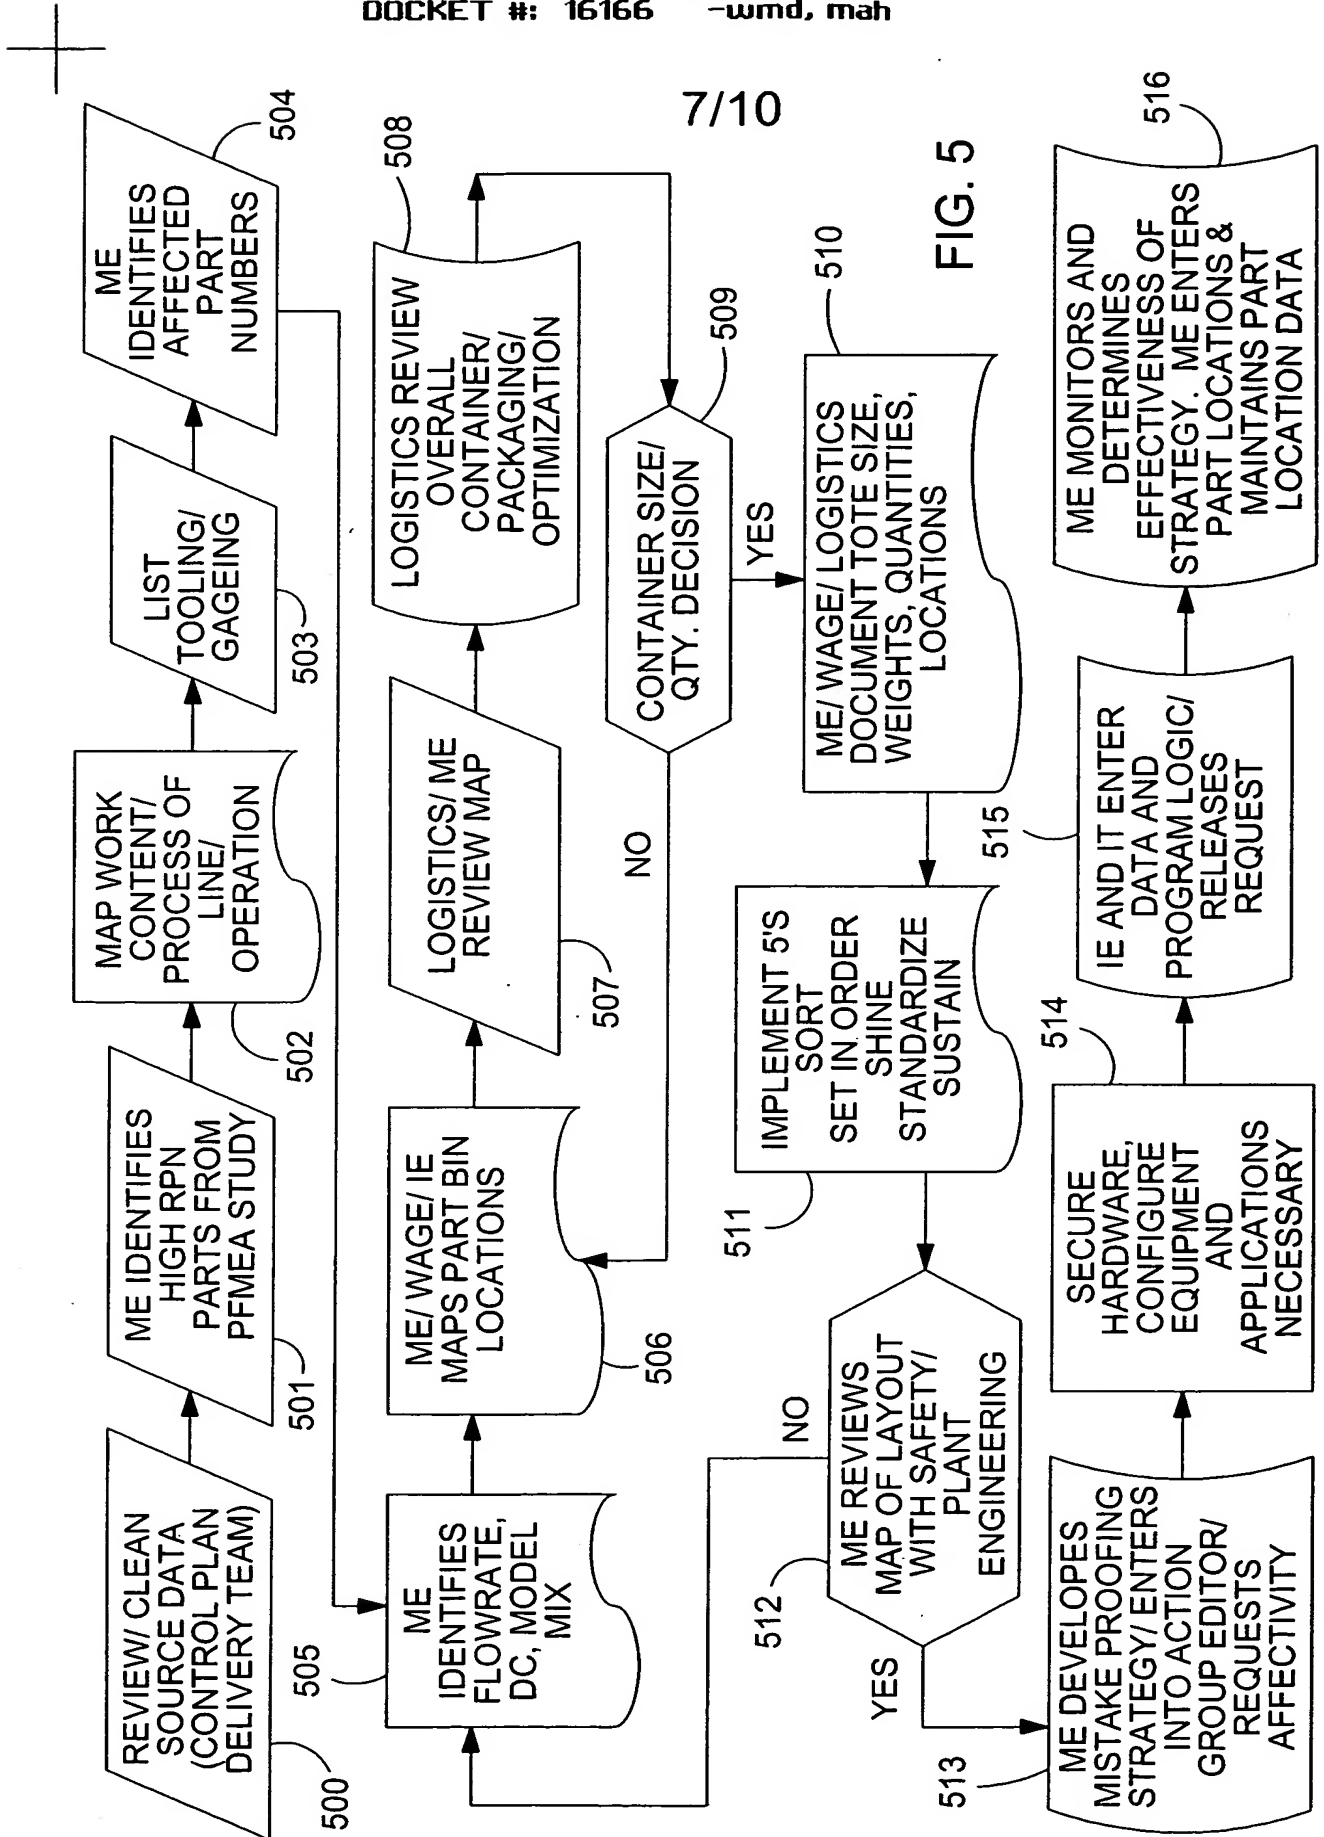 DOCKET #: 16166 -wmd, mah
7/10
REVIEW/ CLEAN
SOURCE DATA
(CONTROL PLAN
DELIVERY TEAM)
500
ME IDENTIFIES
HIGH RPN
PARTS FROM
PFMEA STUDY
501
MAP WORK
CONTENT/
PROCESS OF
LINE/
OPERATION
502
LIST
TOOLING/
GAGEING
503
ME
IDENTIFIES
AFFECTED
PART
NUMBERS
504
ME
IDENTIFIES
FLOWRATE,
DC, MODEL
MIX
505
ME/ WAGE/ IE
MAPS PART BIN
LOCATIONS
506
LOGISTICS/ ME
REVIEW MAP
507
LOGISTICS REVIEW
OVERALL
CONTAINER/
PACKAGING/
OPTIMIZATION
508
CONTAINER SIZE/
QTY. DECISION
509
NO
YES
ME/ WAGE/ LOGISTICS
DOCUMENT TOTE SIZE,
WEIGHTS, QUANTITIES,
LOCATIONS
510
IMPLEMENT 5'S
SORT
SET IN ORDER
SHINE
STANDARDIZE
SUSTAIN
511
ME REVIEWS
MAP OF LAYOUT
WITH SAFETY/
PLANT
ENGINEERING
512
NO
YES
ME DEVELOPES
MISTAKE PROOFING
STRATEGY/ ENTERS
INTO ACTION
GROUP EDITOR/
REQUESTS
AFFECTIVITY
513
SECURE
HARDWARE,
CONFIGURE
EQUIPMENT
AND
APPLICATIONS
NECESSARY
514
IE AND IT ENTER
DATA AND
PROGRAM LOGIC/
RELEASES
REQUEST
515
ME MONITORS AND
DETERMINES
EFFECTIVENESS OF
STRATEGY. ME ENTERS
PART LOCATIONS &
MAINTAINS PART
LOCATION DATA
516
FIG. 5